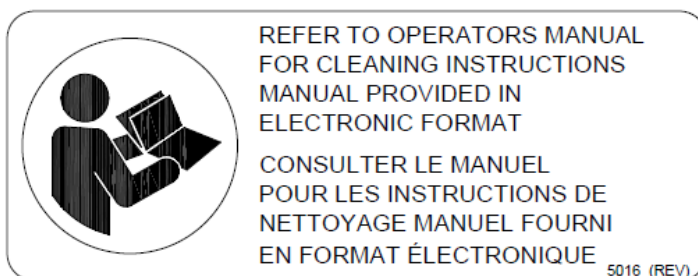 REFER TO OPERATORS MANUAL
FOR CLEANING INSTRUCTIONS
MANUAL PROVIDED IN
ELECTRONIC FORMAT
CONSULTER LE MANUEL
POUR LES INSTRUCTIONS DE
NETTOYAGE MANUEL FOURNI
EN FORMAT ÉLECTRONIQUE
5016 (REV)